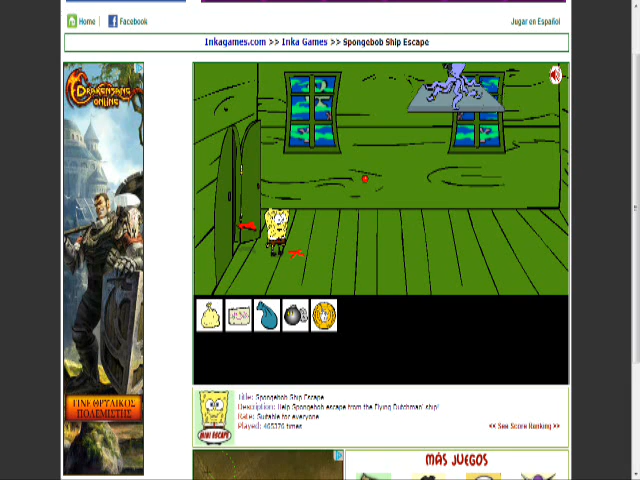 Home | Facebook
Jugar en Español
Inkagames.com >> Inka Games >> Spongebob Ship Escape
DRAKENSANG
ONLINE
ΓΙΝΕ ΘΡΥΛΙΚΟΣ
ΠΟΛΕΜΙΣΤΗΣ
Title: Spongebob Ship Escape
Description: Help Spongebob escape from the Flying Dutchman' ship!
Rate: Suitable for everyone
Played: 465376 times
<< See Score Ranking >>
MINI ESCAPE
MÁS JUEGOS